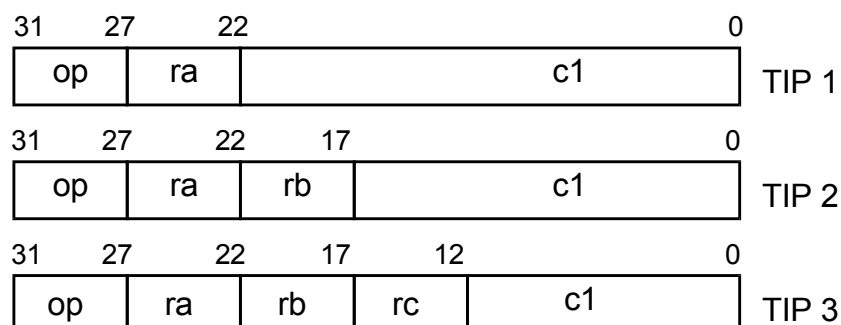 31 27 22 0
op ra c1 TIP 1
31 27 22 17 0
op ra rb c1 TIP 2
31 27 22 17 12 0
op ra rb rc c1 TIP 3